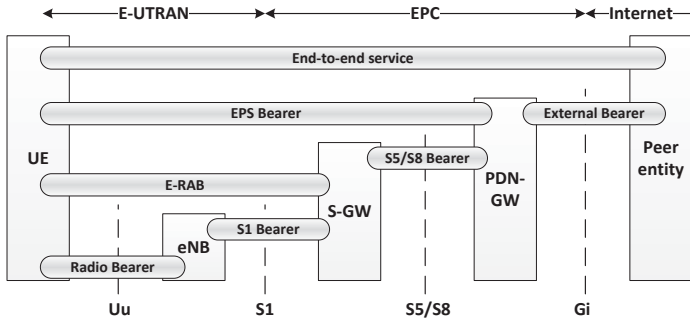 E-UTRAN EPC Internet
End-to-end service
EPS Bearer External Bearer
UE
S5/S8 Bearer
Peer
entity
E-RAB
S-GW
PDN-
GW
eNB
S1 Bearer
Radio Bearer
Uu S1 S5/S8 Gi